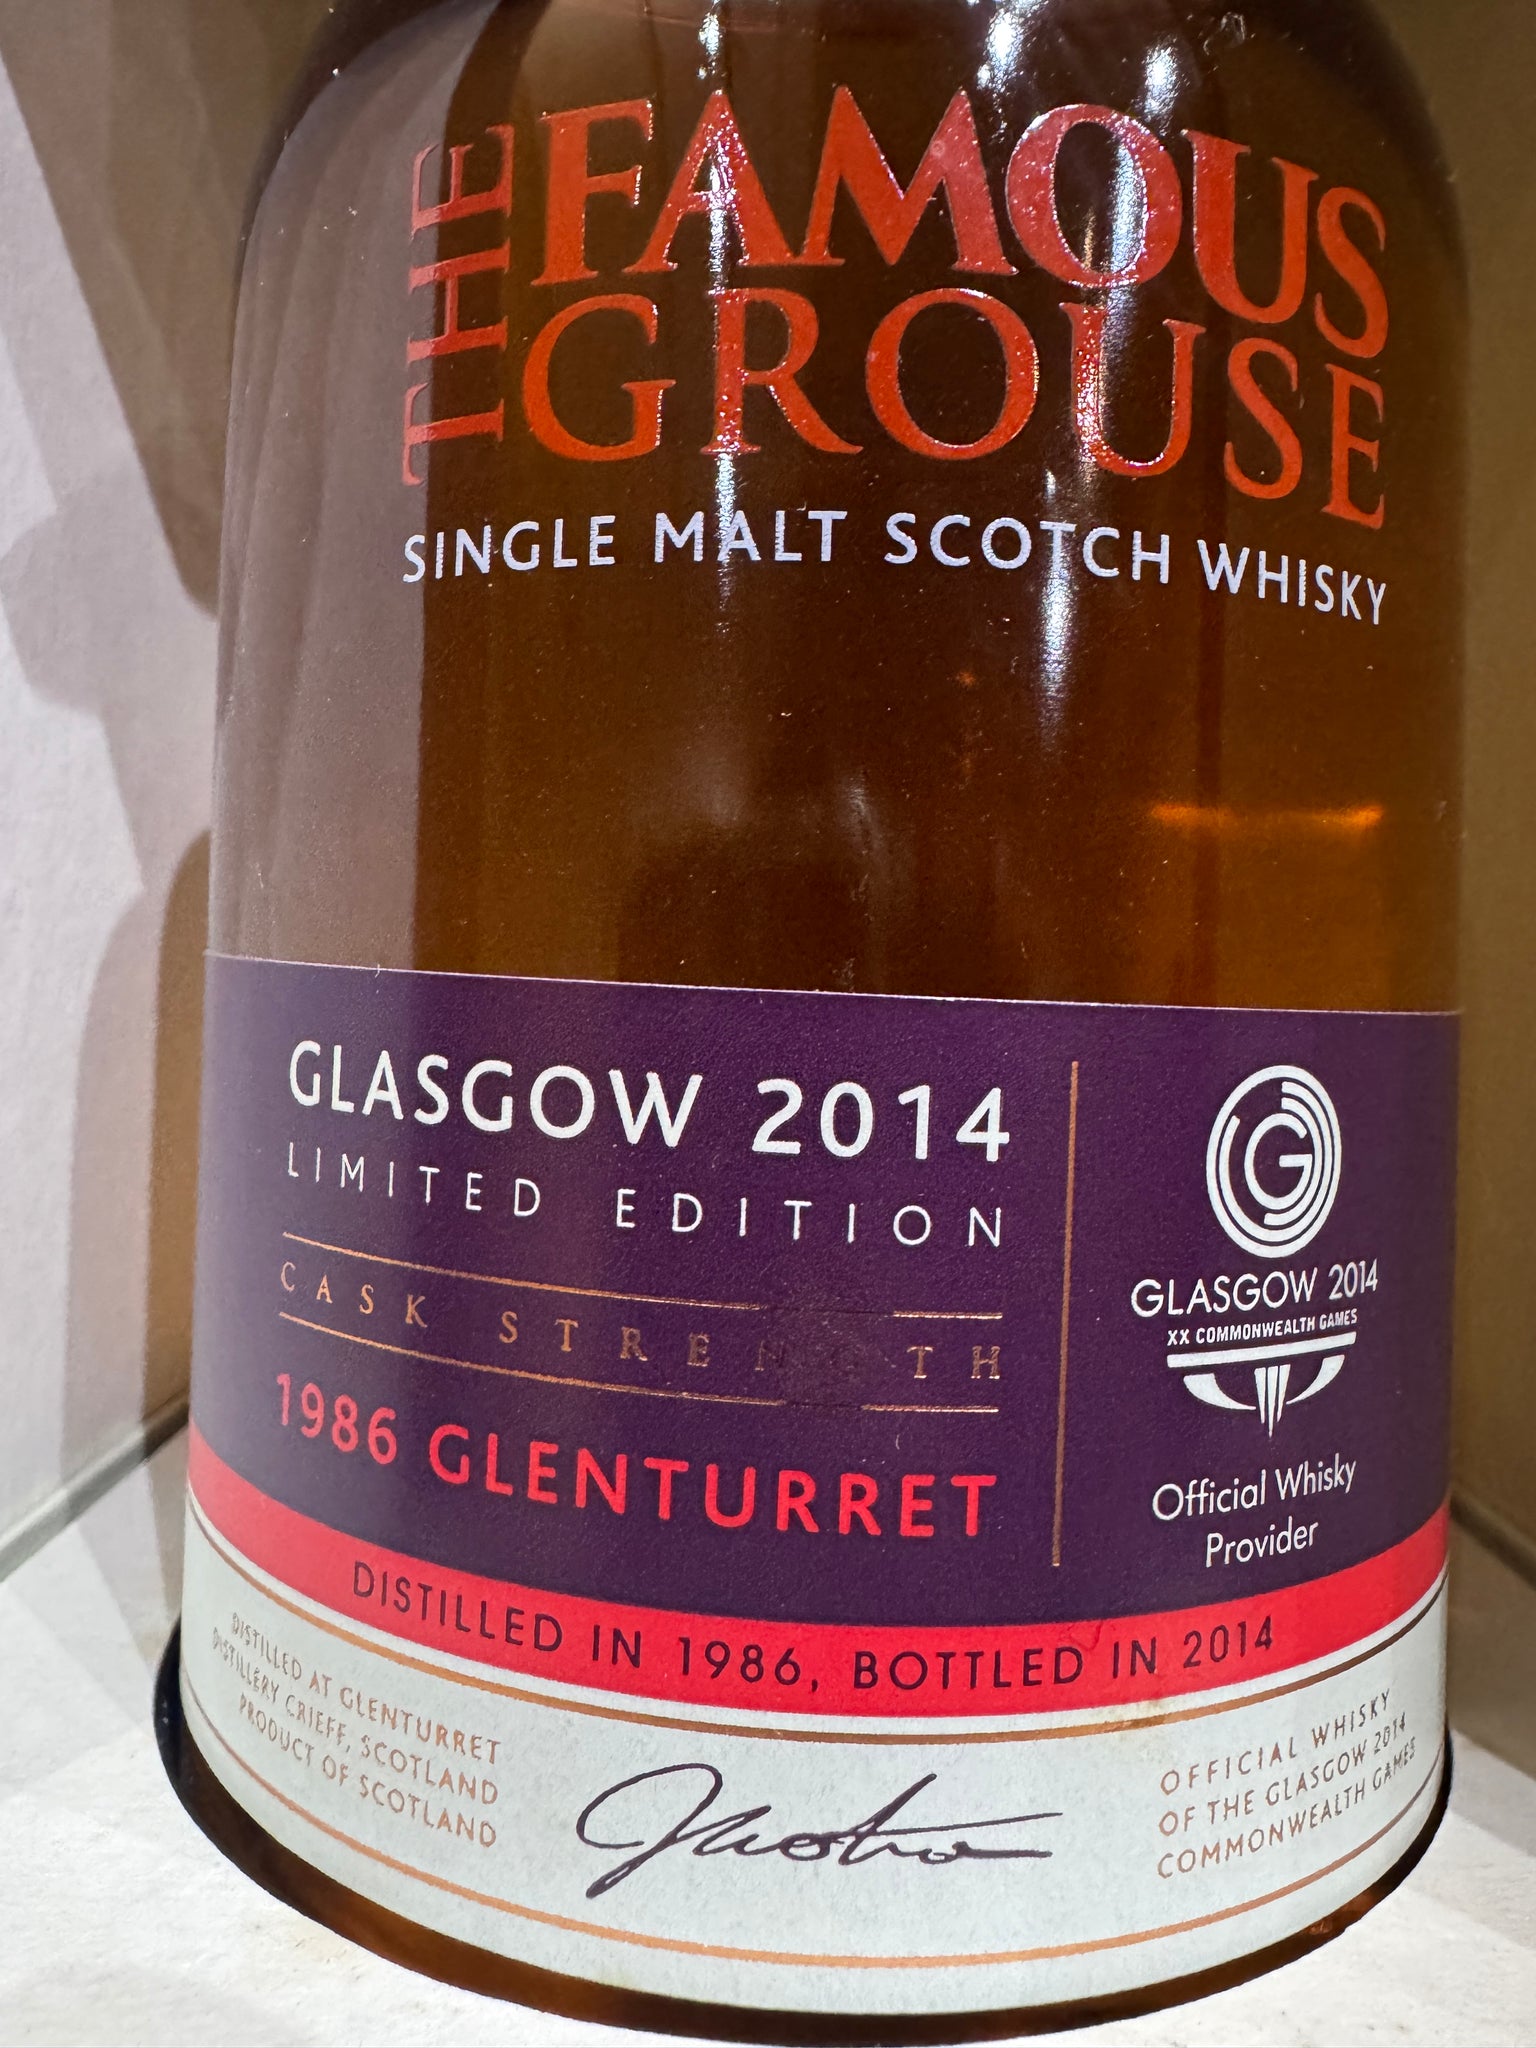 THE FAMOUS
GROUSE
SINGLE MALT SCOTCH WHISKY
GLASGOW 2014
LIMITED EDITION
CASK STRENGTH
1986 GLENTURRET
G
GLASGOW 2014
XX COMMONWEALTH GAMES
Official Whisky
Provider
DISTILLED IN 1986, BOTTLED IN 2014
DISTILLED AT GLENTURRET
DISTILLERY CRIEFF, SCOTLAND
PRODUCT OF SCOTLAND
OFFICIAL WHISKY
OF THE GLASGOW 2014
COMMONWEALTH GAMES